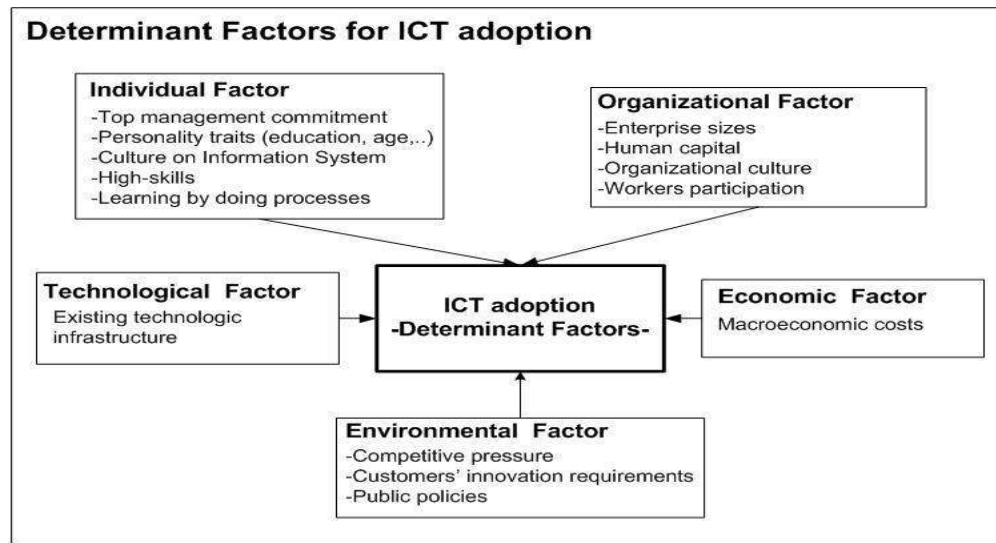 Determinant Factors for ICT adoption
Individual Factor
-Top management commitment
-Personality traits (education, age,..)
-Culture on Information System
-High-skills
-Learning by doing processes
Organizational Factor
-Enterprise sizes
-Human capital
-Organizational culture
-Workers participation
Technological Factor
Existing technologic
infrastructure
ICT adoption
-Determinant Factors-
Economic Factor
Macroeconomic costs
Environmental Factor
-Competitive pressure
-Customers’ innovation requirements
-Public policies